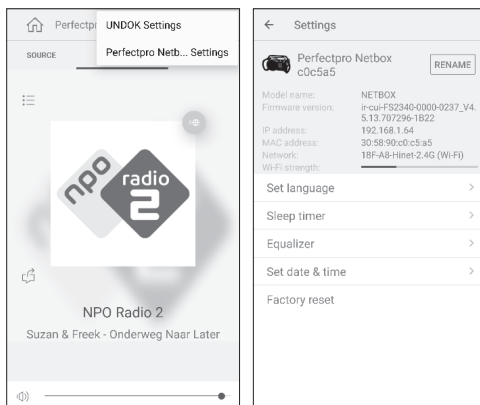 Perfectp
UNDOK Settings
Perfectpro Netb... Settings
SOURCE
npo
radio
2
NPO Radio 2
Suzan & Freek - Onderweg Naar Later
Settings
Perfectpro Netbox
c0c5a5
RENAME
Model name: NETBOX
Firmware version: ir-cui-FS2340-0000-0237_V4.
5.13.707296-1B22
IP address: 192.168.1.64
MAC address: 30:58:90:c0:c5:a5
Network: 18F-A8-Hinet-2.4G (Wi-Fi)
Wi-Fi strength:
Set language
Sleep timer
Equalizer
Set date & time
Factory reset